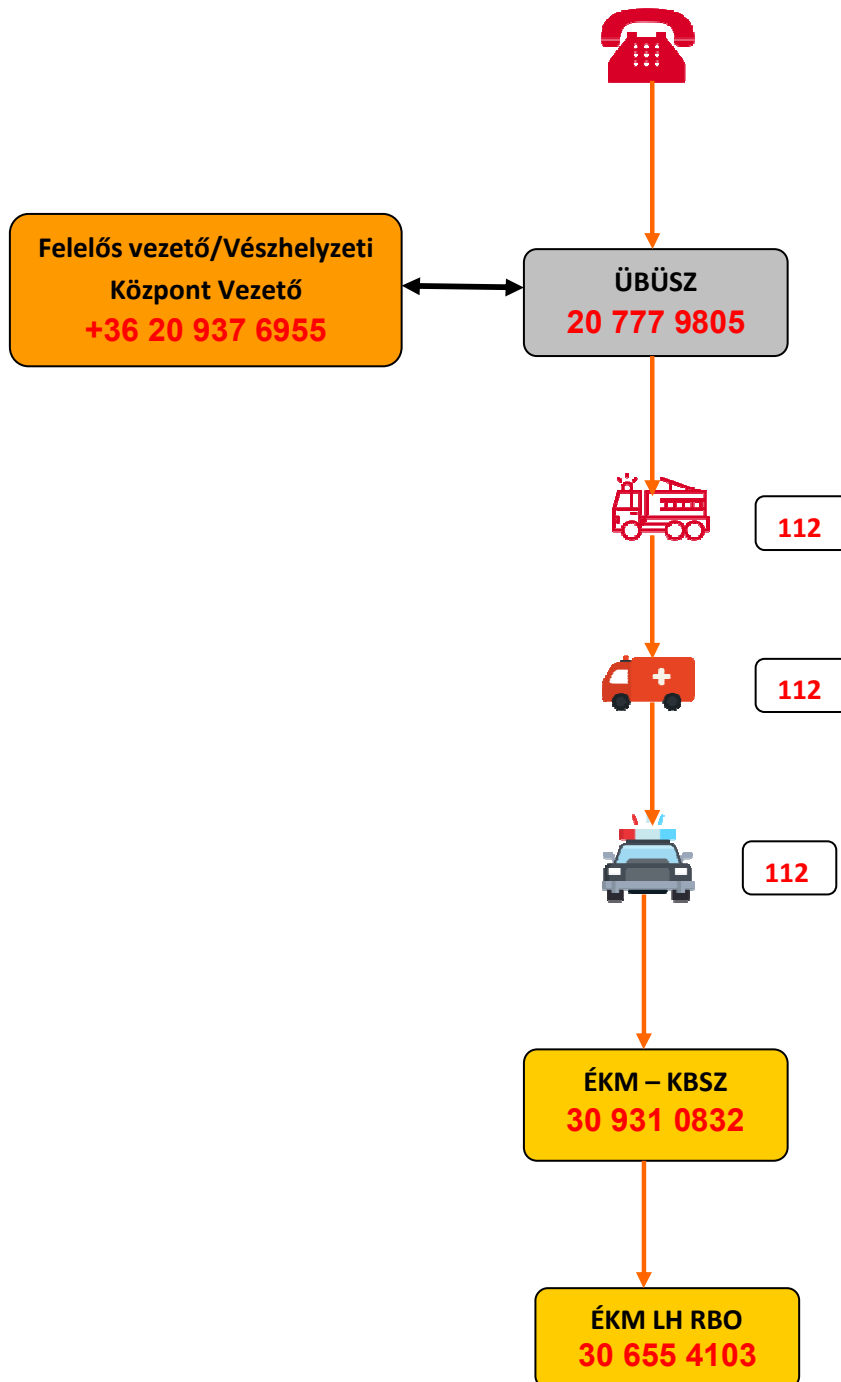 Felelős vezető/Vészhelyzeti
Központ Vezető
+36 20 937 6955
ÜBÜSZ
20 777 9805
112
112
112
ÉKM – KBSZ
30 931 0832
ÉKM LH RBO
30 655 4103